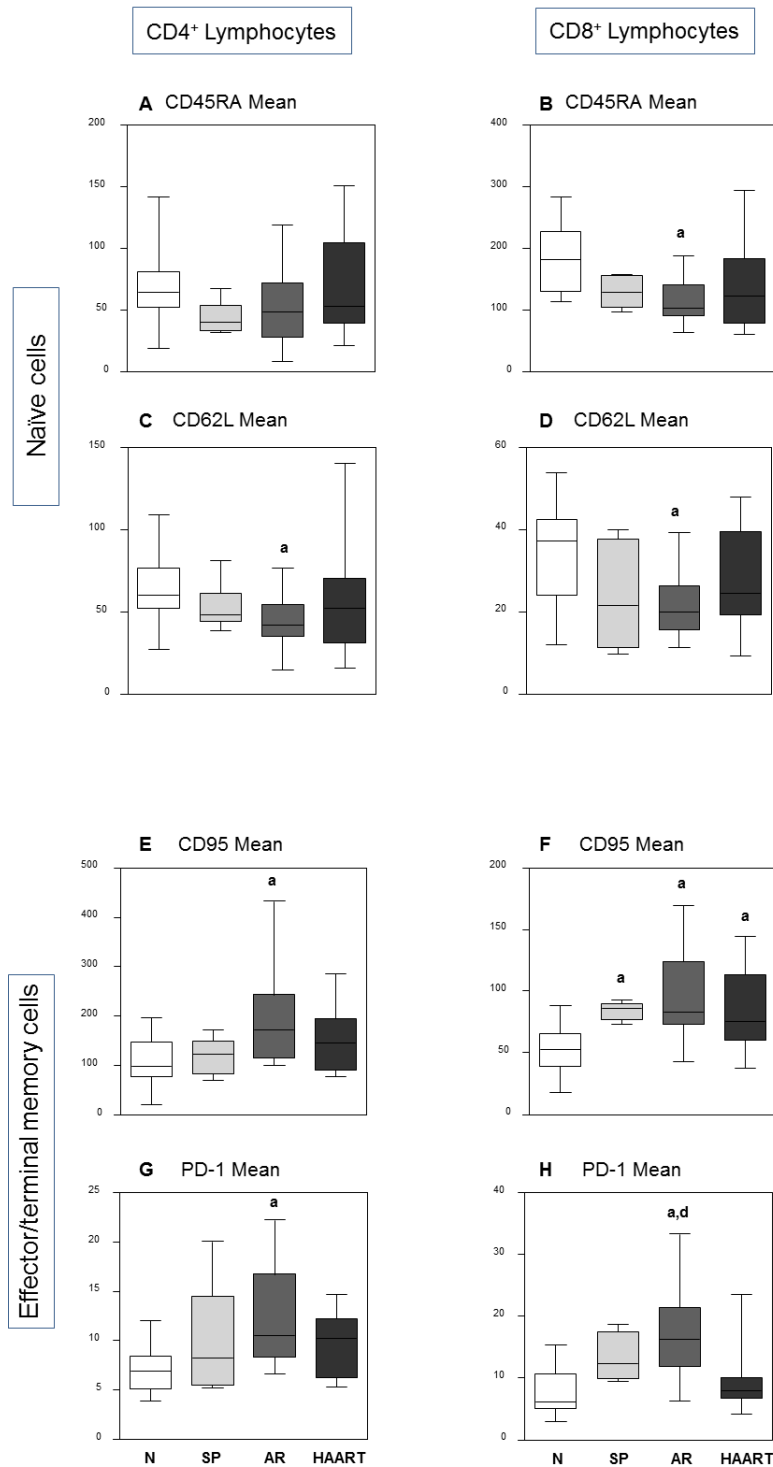 CD4⁺ Lymphocytes
CD8⁺ Lymphocytes
Naïve cells
A CD45RA Mean
200
150
100
50
0
B CD45RA Mean
400
300
200
100
0
a
C CD62L Mean
150
100
50
0
a
D CD62L Mean
60
40
20
0
a
Effector/terminal memory cells
E CD95 Mean
500
400
300
200
100
0
a
F CD95 Mean
200
150
100
50
0
a
a
a
G PD-1 Mean
25
20
15
10
5
0
a
N SP AR HAART
H PD-1 Mean
40
30
20
10
0
a,d
N SP AR HAART